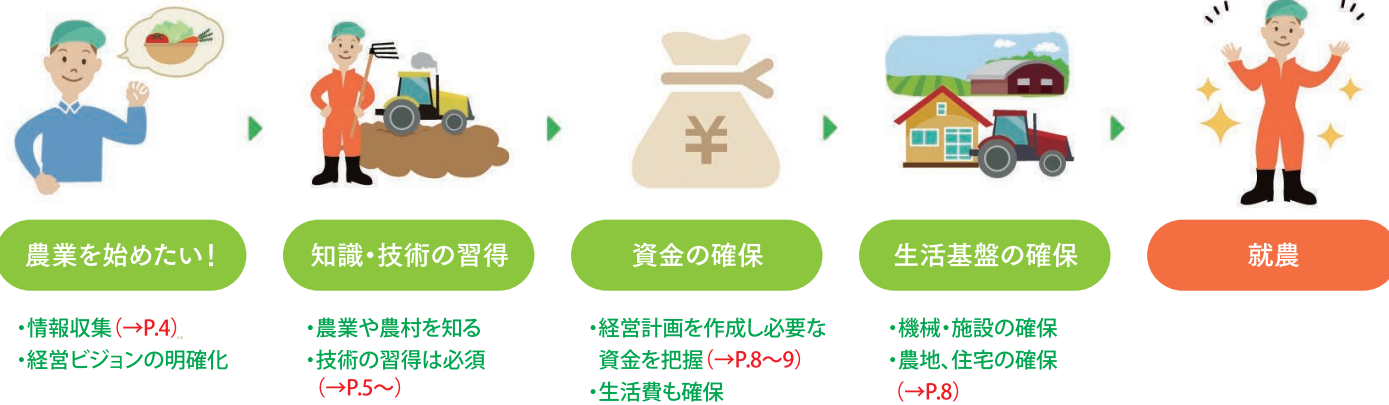 ¥
農業を始めたい！
・情報収集(→P.4)
・経営ビジョンの明確化
知識・技術の習得
・農業や農村を知る
・技術の習得は必須
(→P.5～)
資金の確保
・経営計画を作成し必要な
資金を把握(→P.8～9)
・生活費も確保
生活基盤の確保
・機械・施設の確保
・農地、住宅の確保
(→P.8)
就農